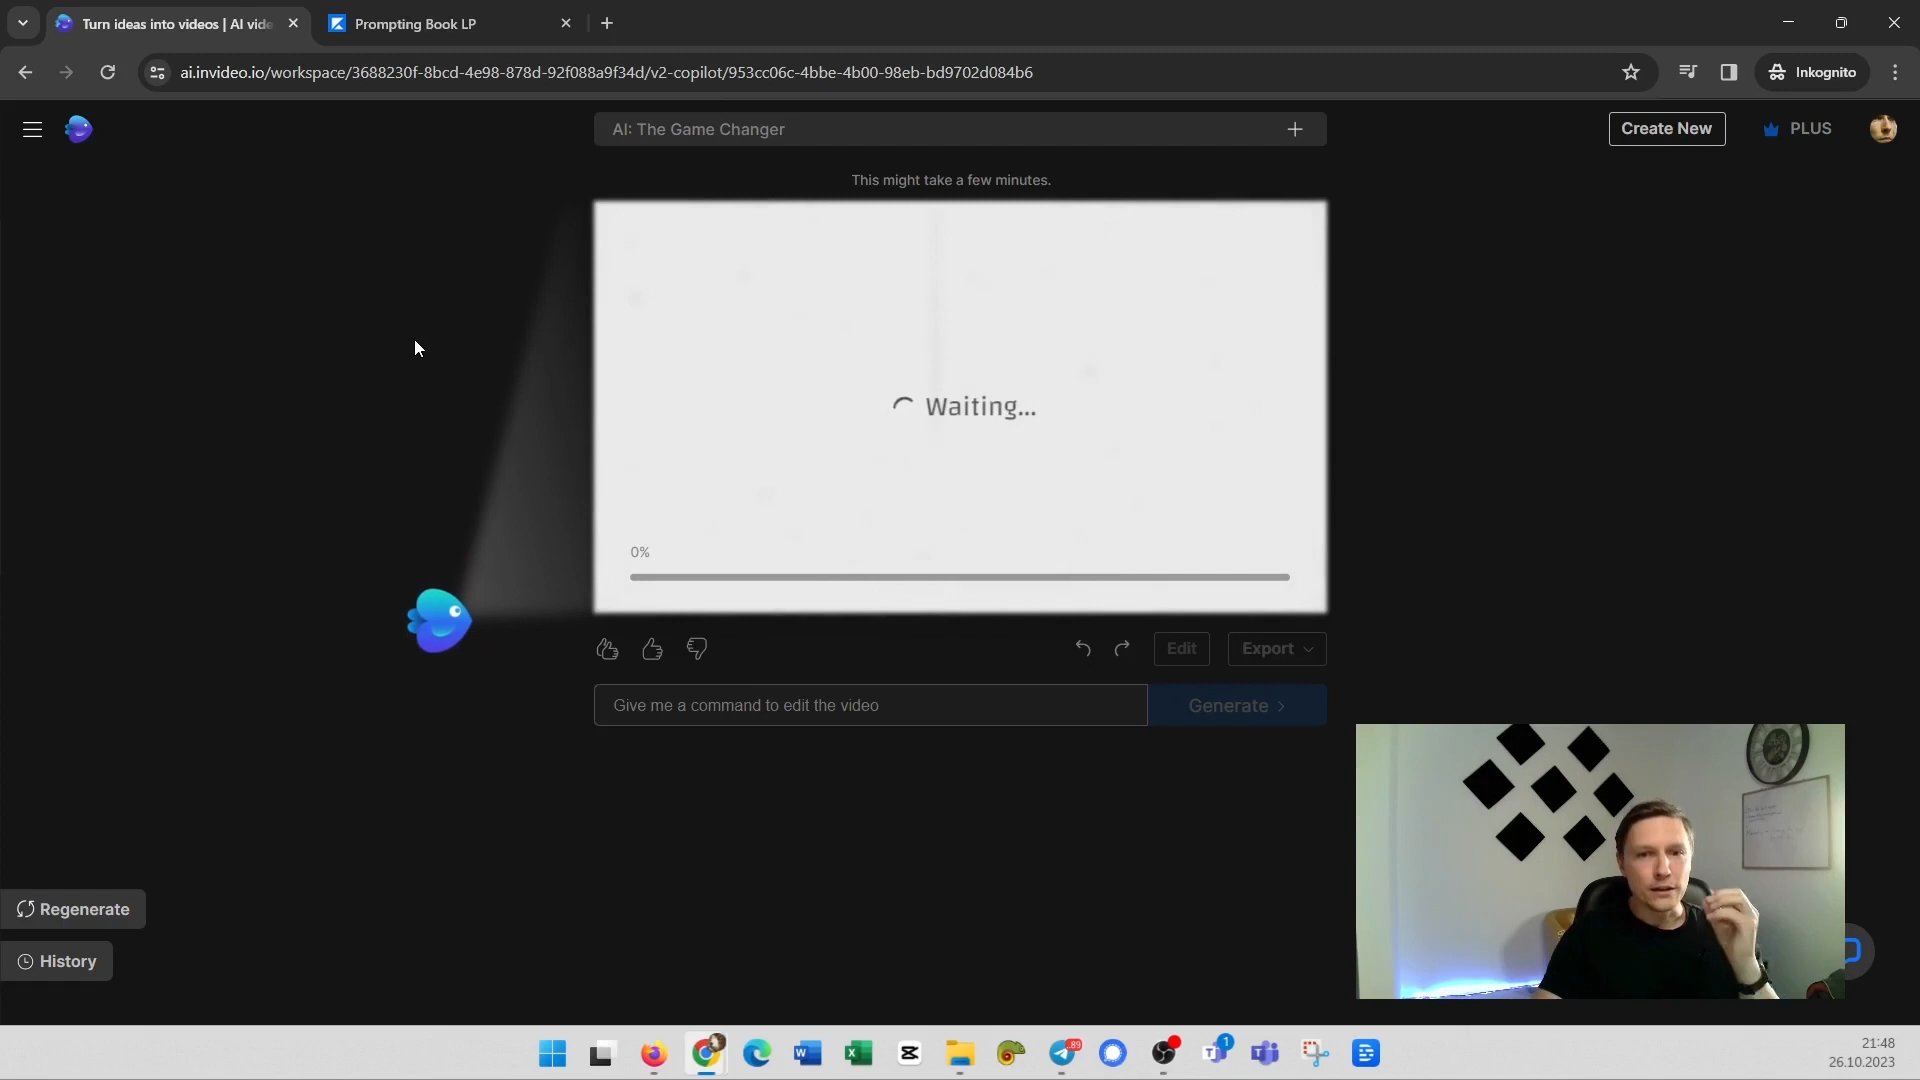 Turn ideas into videos | AI vide
Prompting Book LP
ai.invideo.io/workspace/3688230f-8bcd-4e98-878d-92f088a9f34d/v2-copilot/953cc06c-4bbe-4b00-98eb-bd9702d084b6
Inkognito
AI: The Game Changer
Create New
PLUS
This might take a few minutes.
Waiting...
0%
Edit
Export
Give me a command to edit the video
Generate
Regenerate
History
89
1
21:48
26.10.2023